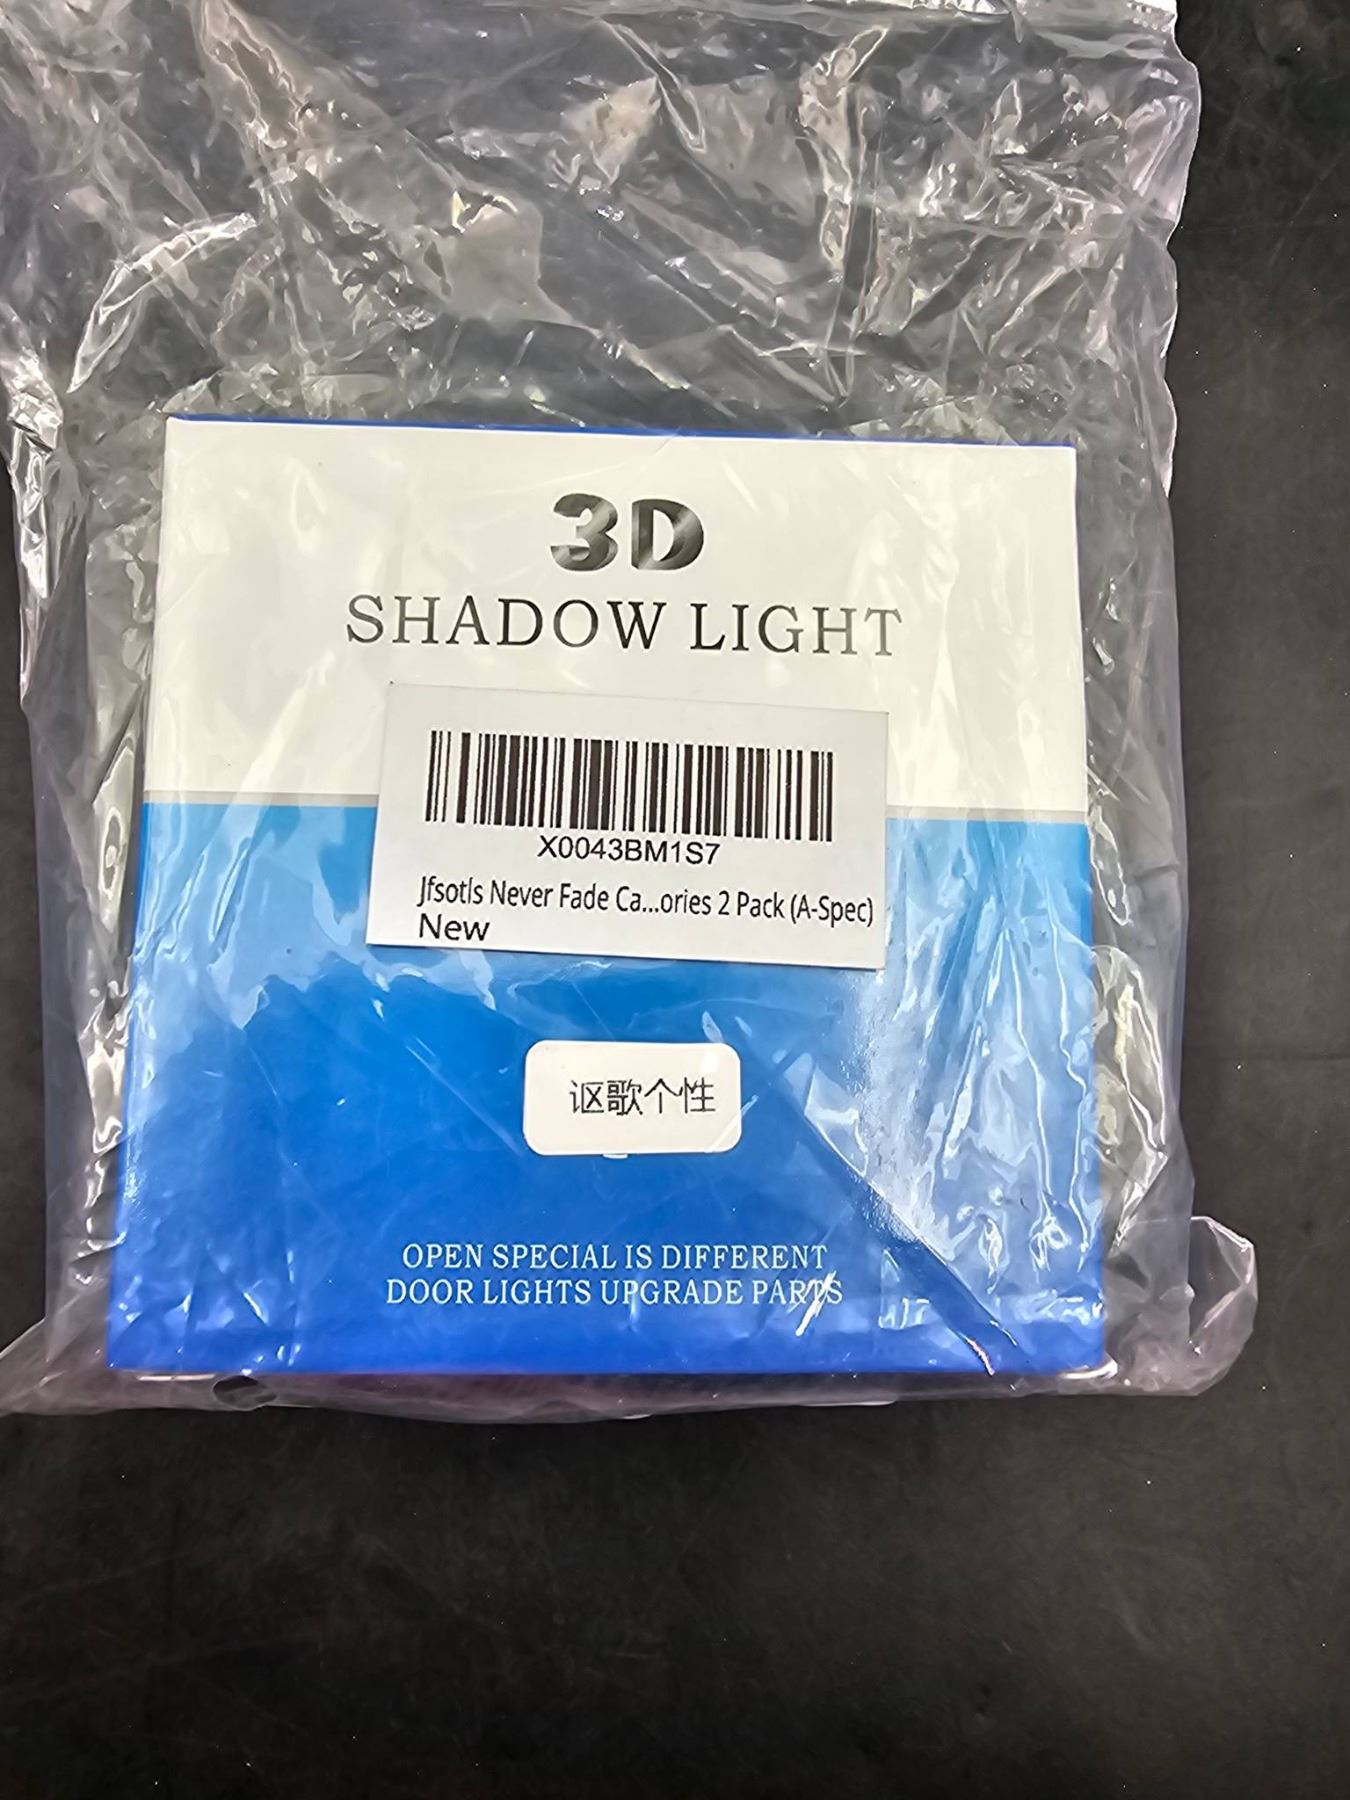 3D
SHADOW LIGHT
X0043BM1S7
Jfsotls Never Fade Ca...ories 2 Pack (A-Spec)
New
讴歌个性
OPEN SPECIAL IS DIFFERENT
DOOR LIGHTS UPGRADE PARTS